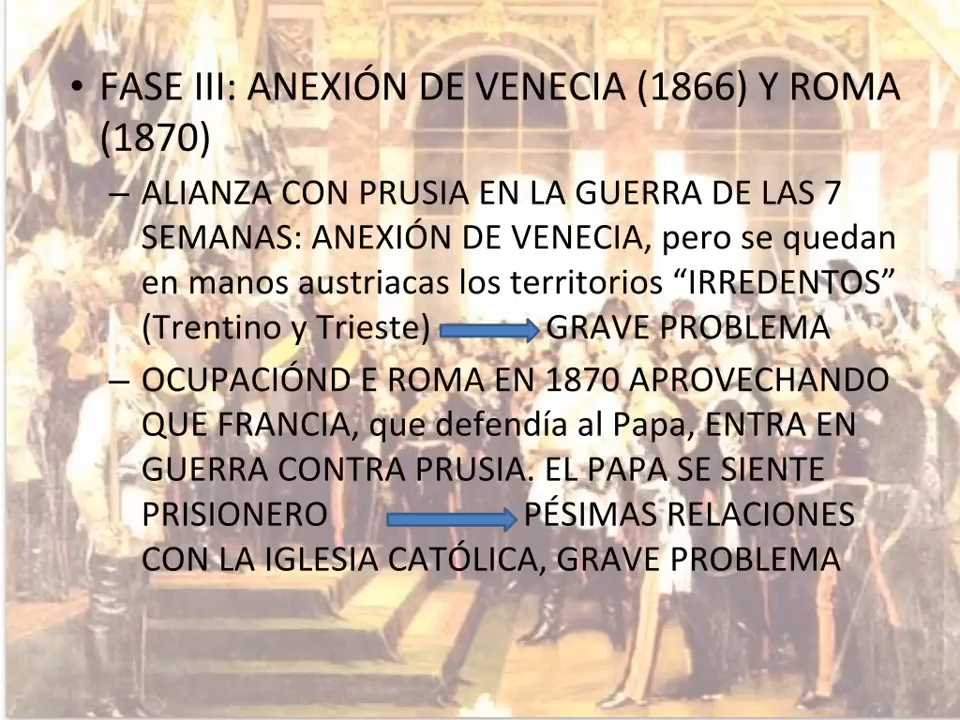 • FASE III: ANEXIÓN DE VENECIA (1866) Y ROMA
(1870)
– ALIANZA CON PRUSIA EN LA GUERRA DE LAS 7
SEMANAS: ANEXIÓN DE VENECIA, pero se quedan
en manos austriacas los territorios “IRREDENTOS”
(Trentino y Trieste) GRAVE PROBLEMA
– OCUPACIÓND E ROMA EN 1870 APROVECHANDO
QUE FRANCIA, que defendía al Papa, ENTRA EN
GUERRA CONTRA PRUSIA. EL PAPA SE SIENTE
PRISIONERO PÉSIMAS RELACIONES
CON LA IGLESIA CATÓLICA, GRAVE PROBLEMA